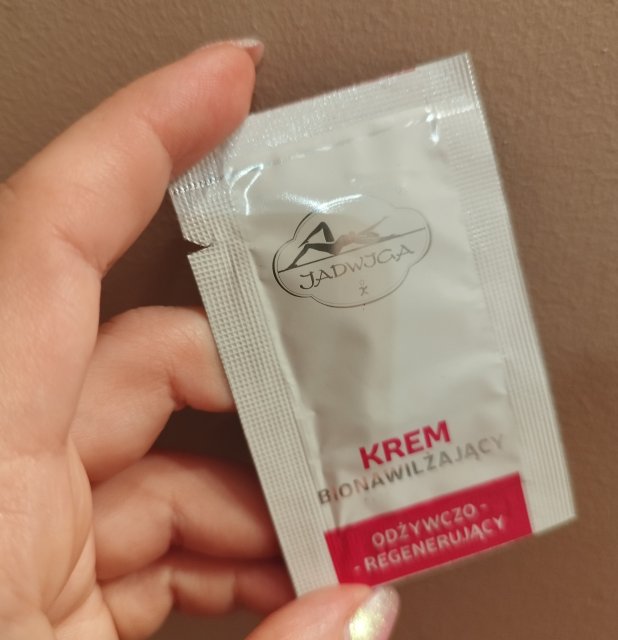 JADWIGA
KREM
BIONAWILŻAJĄCY
ODŻYWCZO -
- REGENERUJĄCY